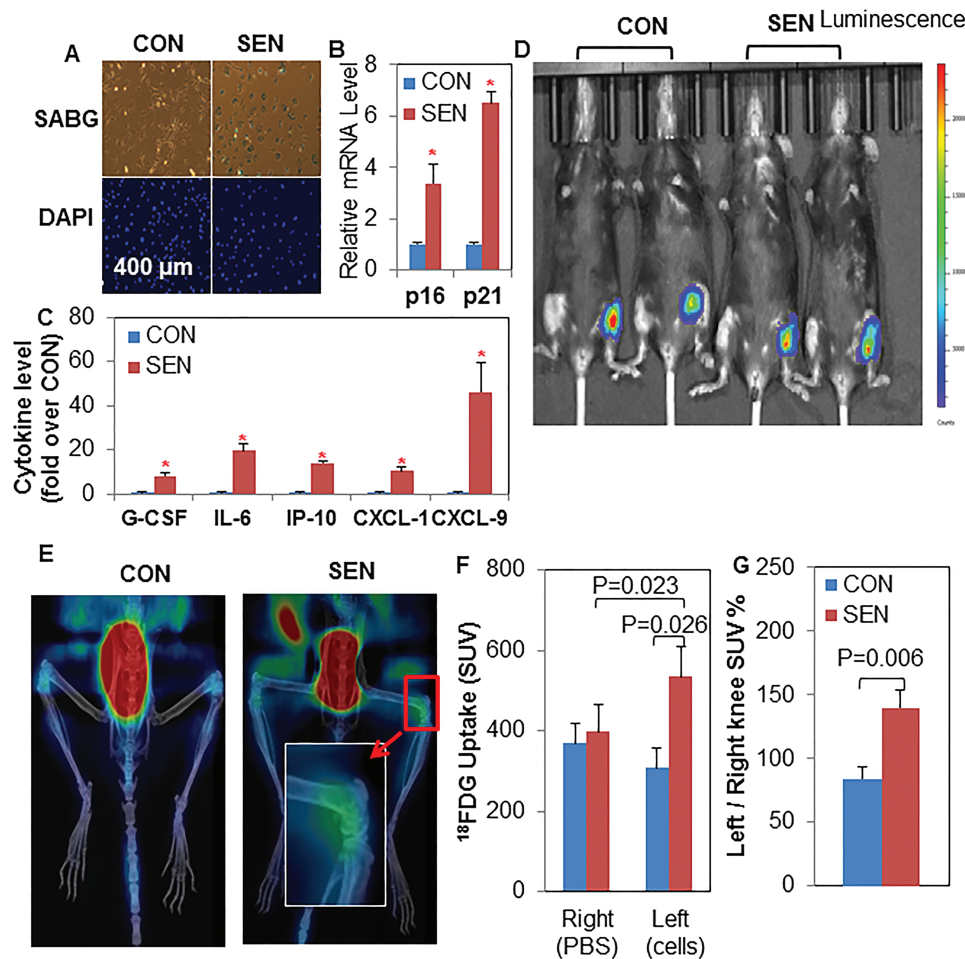 A
CON SEN
SABG
DAPI
400 µm
B
Relative mRNA Level
8
6
4
2
0
CON
SEN
*
*
p16 p21
C
Cytokine level
(fold over CON)
80
60
40
20
0
CON
SEN
* * * * *
G-CSF IL-6 IP-10 CXCL-1 CXCL-9
D
CON SEN Luminescence
Counts
E
CON SEN
F
¹⁸FDG Uptake (SUV)
800
600
400
200
0
P=0.023
P=0.026
Right
(PBS)
Left
(cells)
G
Left / Right knee SUV %
250
200
150
100
50
0
CON
SEN
P=0.006